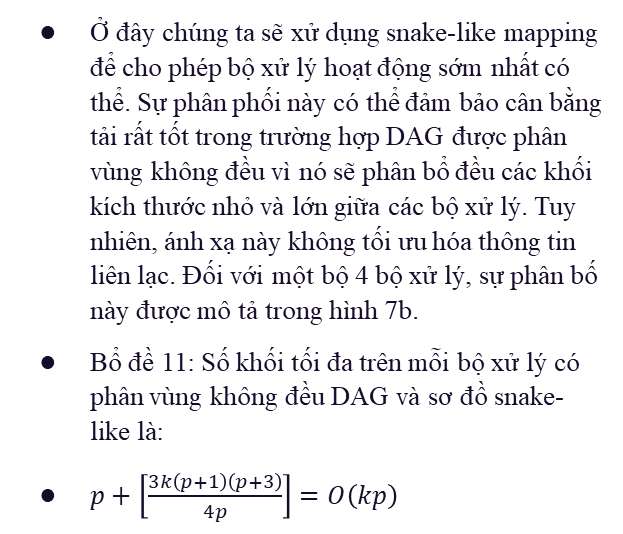 ● Ở đây chúng ta sẽ xử dụng snake-like mapping
để cho phép bộ xử lý hoạt động sớm nhất có
thể. Sự phân phối này có thể đảm bảo cân bằng
tải rất tốt trong trường hợp DAG được phân
vùng không đều vì nó sẽ phân bổ đều các khối
kích thước nhỏ và lớn giữa các bộ xử lý. Tuy
nhiên, ánh xạ này không tối ưu hóa thông tin
liên lạc. Đối với một bộ 4 bộ xử lý, sự phân bố
này được mô tả trong hình 7b.
● Bổ đề 11: Số khối tối đa trên mỗi bộ xử lý có
phân vùng không đều DAG và sơ đồ snake-
like là:
● p + [3k(p+1)(p+3)/4p] = O(kp)